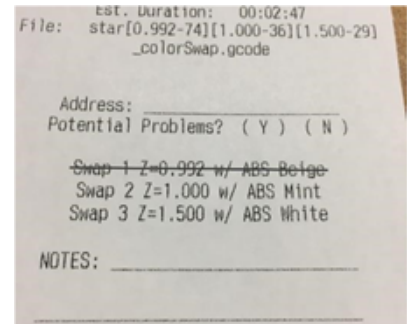 Est. Duration: 00:02:47
File: star[0.992-74][1.000-36][1.500-29]
_colorSwap.gcode
Address:
Potential Problems? ( Y ) ( N )
Swap 1 Z=0.992 w/ ABS Beige
Swap 2 Z=1.000 w/ ABS Mint
Swap 3 Z=1.500 w/ ABS White
NOTES: